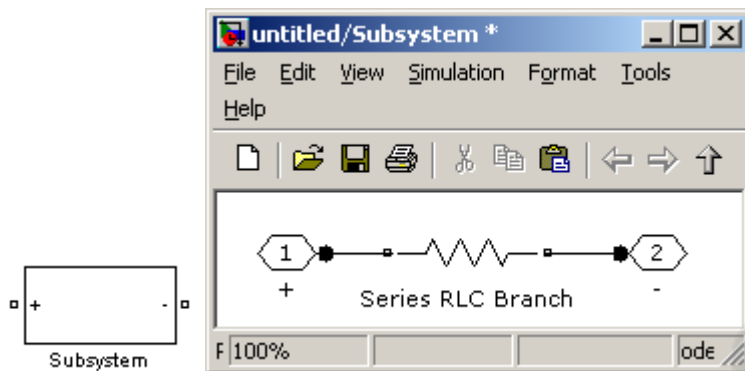 untitled/Subsystem *
File Edit View Simulation Format Tools
Help
1 2
+ -
Series RLC Branch
+ -
Subsystem
F 100% ode